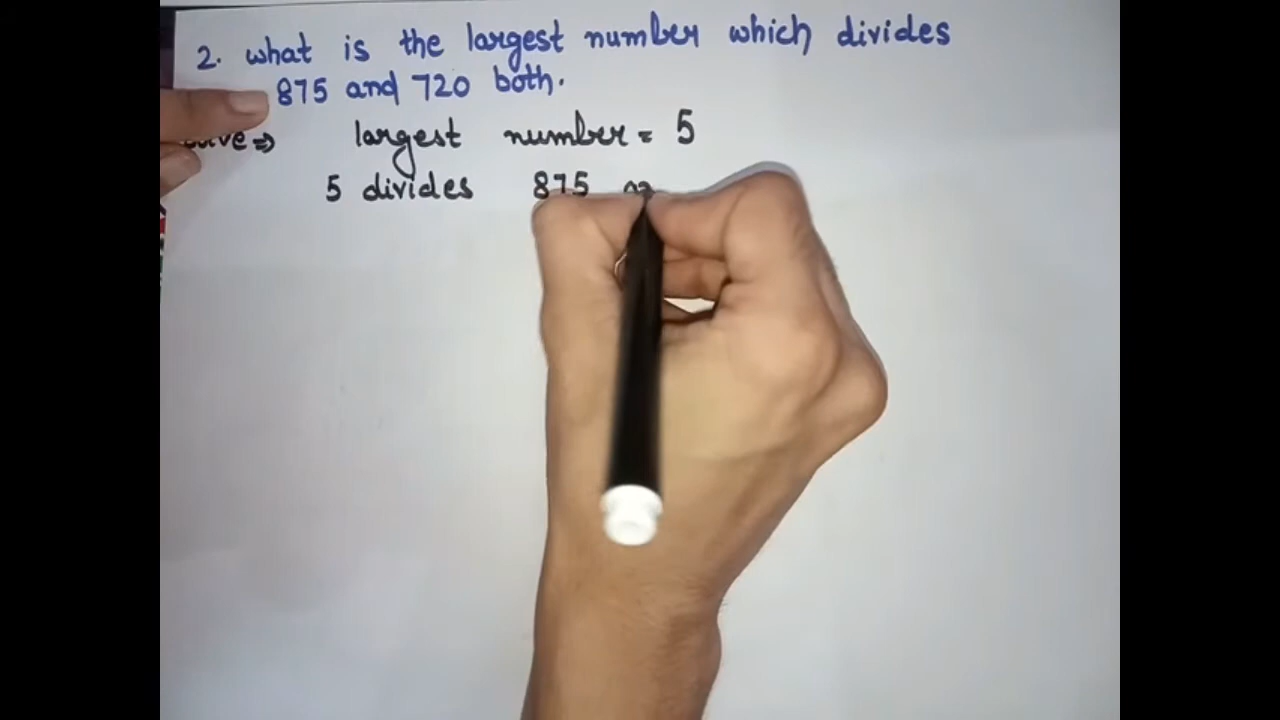 2. what is the largest number which divides
875 and 720 both.
largest number = 5
5 divides 875